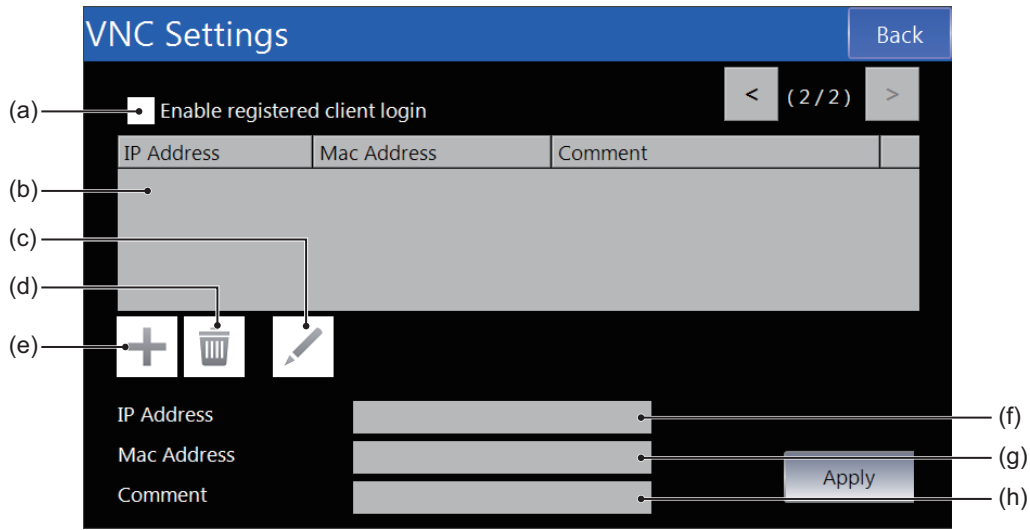 VNC Settings Back
(a) Enable registered client login < (2/2) >
IP Address Mac Address Comment
(b)
(c)
(d)
(e)
IP Address (f)
Mac Address (g)
Apply
Comment (h)